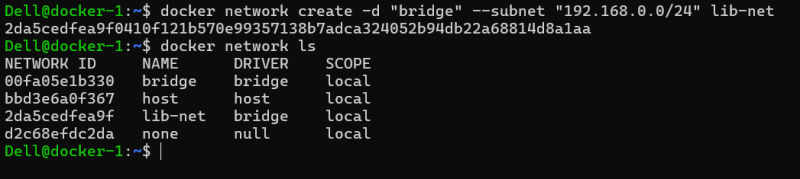 Dell@docker-1:~$ docker network create -d "bridge" --subnet "192.168.0.0/24" lib-net
2da5cedfea9f0410f121b570e99357138b7adca324052b94db22a68814d8a1aa
Dell@docker-1:~$ docker network ls
NETWORK ID     NAME      DRIVER    SCOPE
00fa05e1b330   bridge    bridge    local
bbd3e6a0f367   host      host      local
2da5cedfea9f   lib-net   bridge    local
d2c68efdc2da   none      null      local
Dell@docker-1:~$